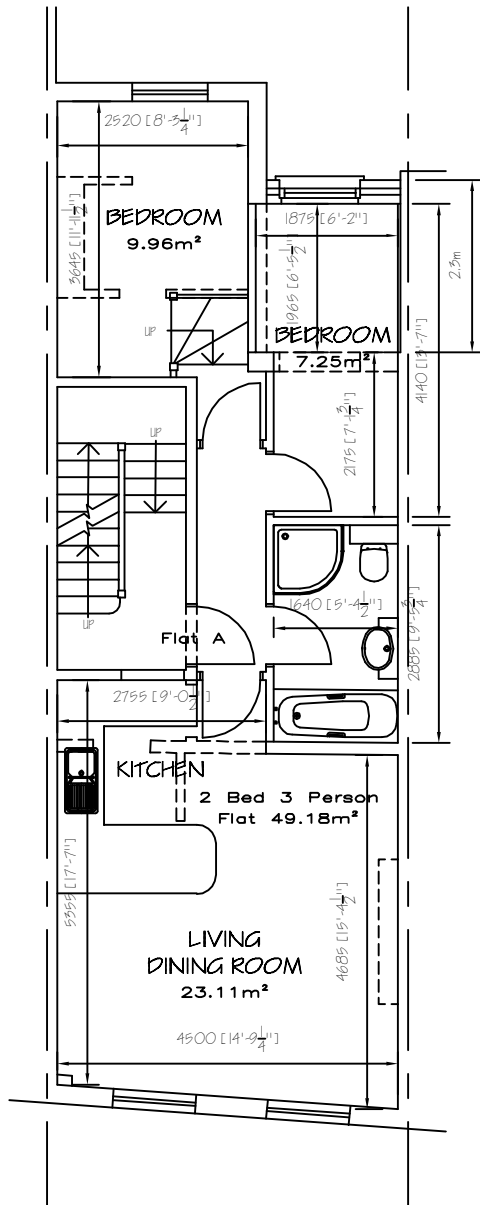 2520 [8'-3 1/4"]
3645 [11'-11 1/2"]
BEDROOM
9.96m²
1875 [6'-2"]
1965 [6'-5 1/2"]
2.3m
BEDROOM
7.25m²
4140 [13'-7"]
UP
2175 [7'-1 3/4"]
UP
1640 [5'-4 1/2"]
2885 [9'-5 3/4"]
UP
Flat A
2755 [9'-0 1/2"]
KITCHEN
2 Bed 3 Person
Flat 49.18m²
5355 [17'-7"]
4685 [15'-4 1/2"]
LIVING
DINING ROOM
23.11m²
4500 [14'-9 1/4"]